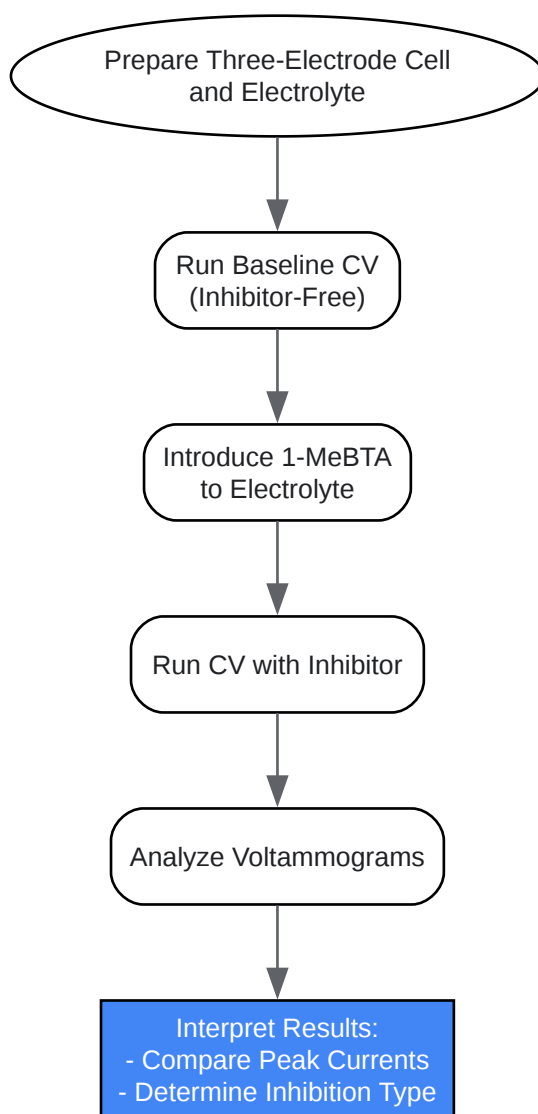 Prepare Three-Electrode Cell
and Electrolyte
Run Baseline CV
(Inhibitor-Free)
Introduce 1-MeBTA
to Electrolyte
Run CV with Inhibitor
Analyze Voltammograms
Interpret Results:
- Compare Peak Currents
- Determine Inhibition Type